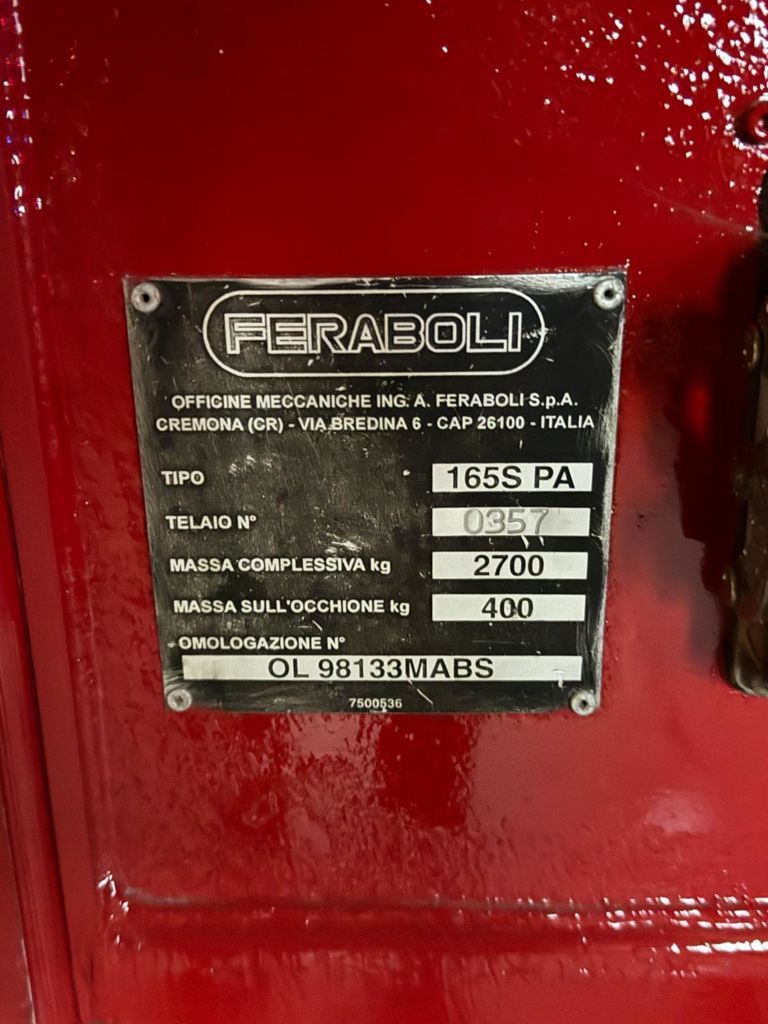 FERABOLI
OFFICINE MECCANICHE ING. A. FERABOLI S.p.A.
CREMONA (CR) - VIA BREDINA 6 - CAP 26100 - ITALIA
TIPO 165S PA
TELAIO N° 0357
MASSA COMPLESSIVA kg 2700
MASSA SULL'OCCHIONE kg 400
OMOLOGAZIONE N°
OL 98133MABS
7500536